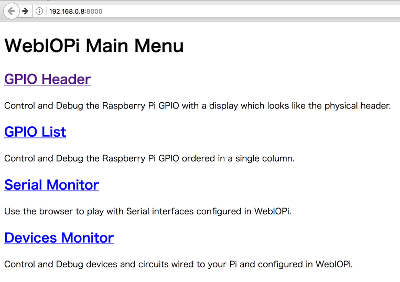 192.168.0.8:8000
WebIOPi Main Menu
GPIO Header
Control and Debug the Raspberry Pi GPIO with a display which looks like the physical header.
GPIO List
Control and Debug the Raspberry Pi GPIO ordered in a single column.
Serial Monitor
Use the browser to play with Serial interfaces configured in WebIOPi.
Devices Monitor
Control and Debug devices and circuits wired to your Pi and configured in WebIOPi.